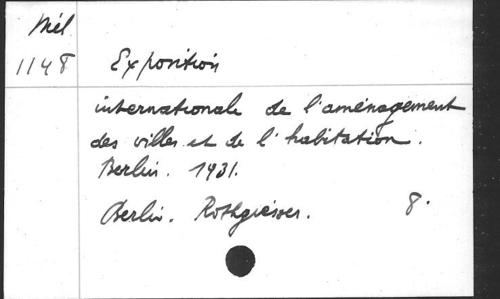 Mél
1148
Exposition
internationale de l'aménagement
des villes et de l'habitation.
Berlin. 1931.
Berlin. Rothgiesser. 8.